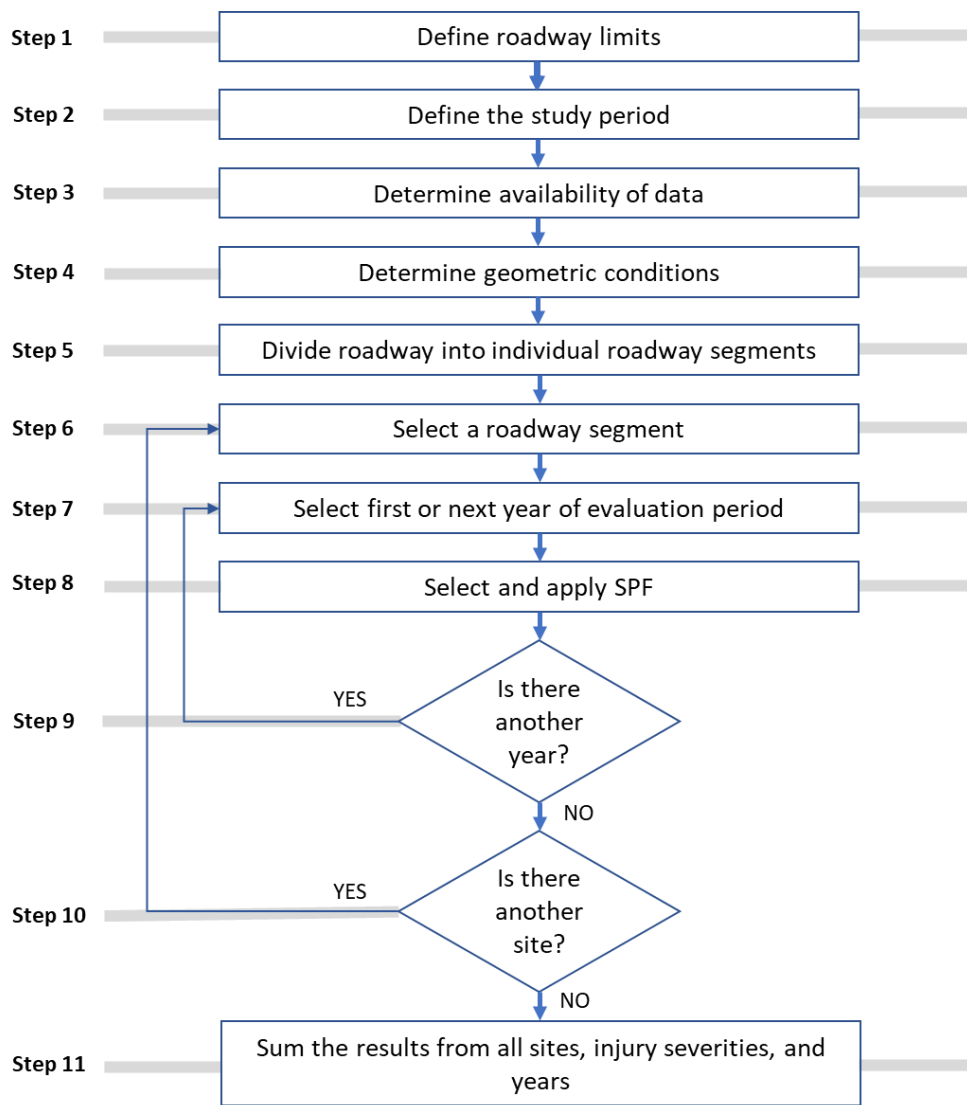 Step 1
Define roadway limits
Step 2
Define the study period
Step 3
Determine availability of data
Step 4
Determine geometric conditions
Step 5
Divide roadway into individual roadway segments
Step 6
Select a roadway segment
Step 7
Select first or next year of evaluation period
Step 8
Select and apply SPF
Step 9
YES
Is there
another
year?
NO
Step 10
YES
Is there
another
site?
NO
Step 11
Sum the results from all sites, injury severities, and
years